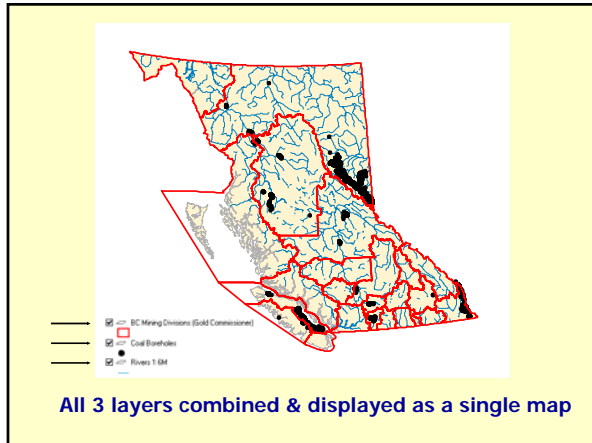 BC Mining Divisions (Gold Commissioner)
Coal Boreholes
Rivers 1:6M
All 3 layers combined & displayed as a single map